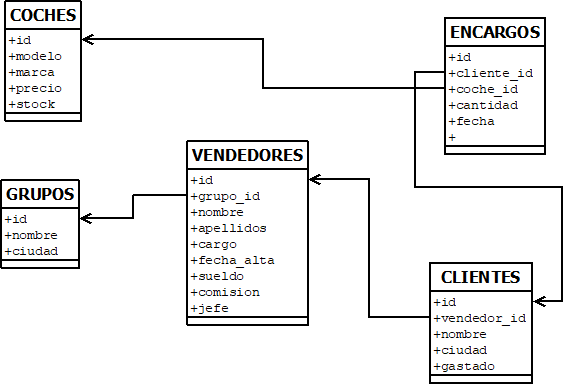 COCHES
+id
+modelo
+marca
+precio
+stock
ENCARGOS
+id
+cliente_id
+coche_id
+cantidad
+fecha
+
VENDEDORES
+id
+grupo_id
+nombre
+apellidos
+cargo
+fecha_alta
+sueldo
+comision
+jefe
GRUPOS
+id
+nombre
+ciudad
CLIENTES
+id
+vendedor_id
+nombre
+ciudad
+gastado